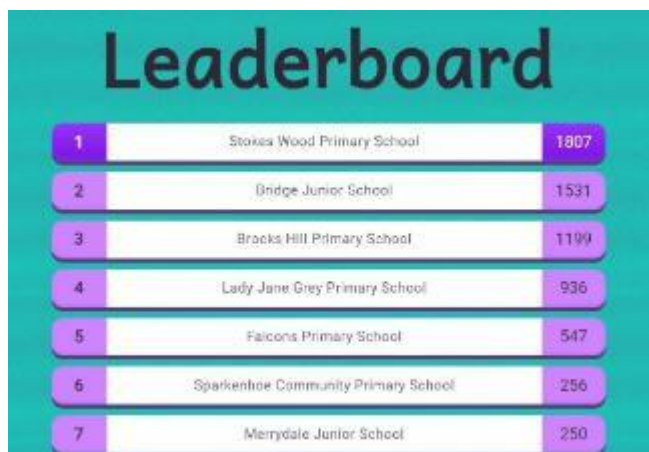 Leaderboard
1 Stokes Wood Primary School 1807
2 Bridge Junior School 1531
3 Brocks Hill Primary School 1199
4 Lady Jane Grey Primary School 936
5 Falcons Primary School 547
6 Sparkenhoe Community Primary School 256
7 Merrydale Junior School 250